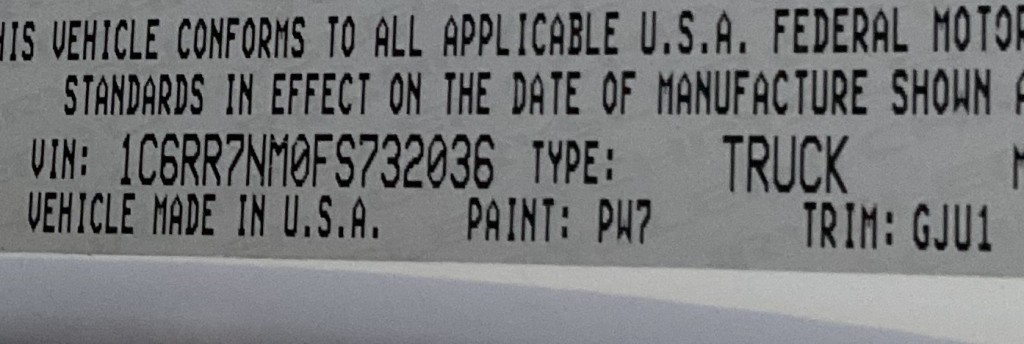 HIS VEHICLE CONFORMS TO ALL APPLICABLE U.S.A. FEDERAL MOTOR
STANDARDS IN EFFECT ON THE DATE OF MANUFACTURE SHOWN A
VIN: 1C6RR7NM0FS732036 TYPE: TRUCK M
VEHICLE MADE IN U.S.A. PAINT: PW7 TRIM: GJU1